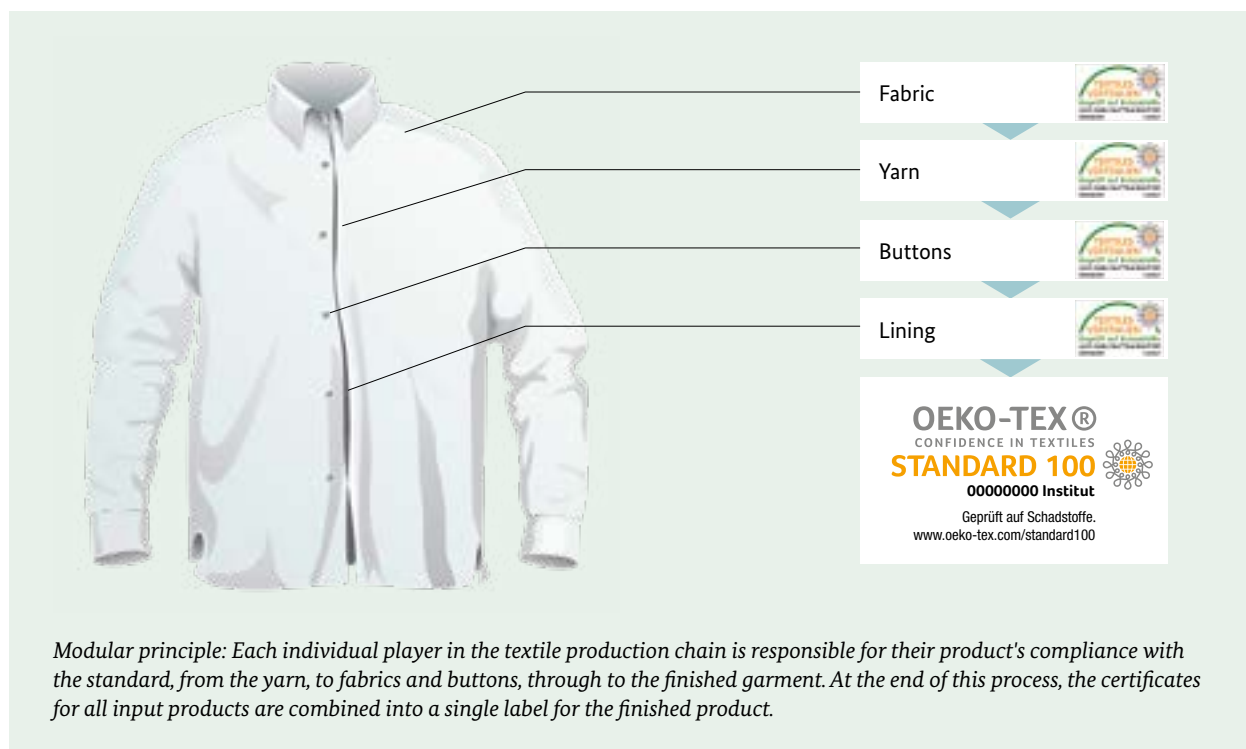 Fabric
Yarn
Buttons
Lining
OEKO-TEX®
CONFIDENCE IN TEXTILES
STANDARD 100
00000000 Institut
Geprüft auf Schadstoffe.
www.oeko-tex.com/standard100
Modular principle: Each individual player in the textile production chain is responsible for their product's compliance with
the standard, from the yarn, to fabrics and buttons, through to the finished garment. At the end of this process, the certificates
for all input products are combined into a single label for the finished product.